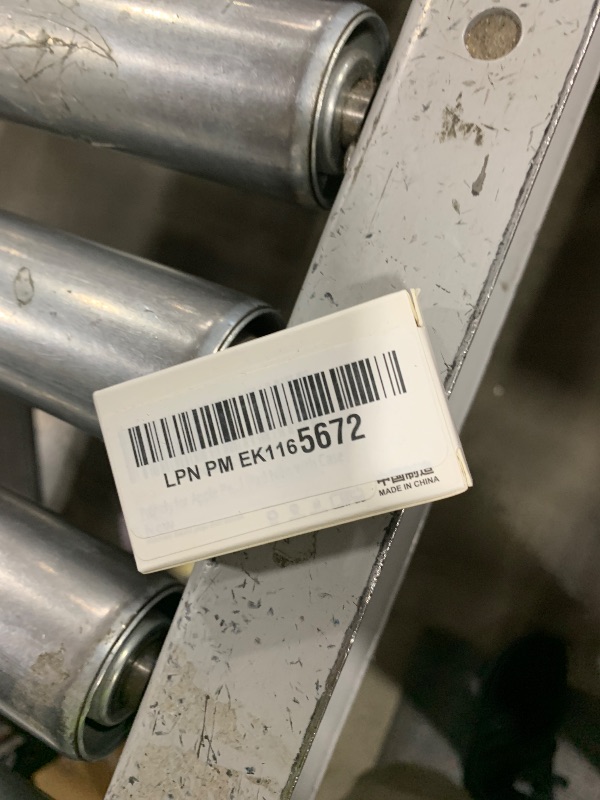 LPN PM EK1165672
中国制造
MADE IN CHINA